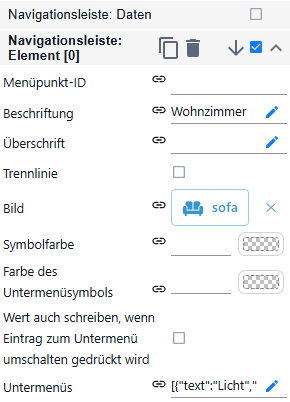 Navigationsleiste: Daten
Navigationsleiste:
Element [0]
Menüpunkt-ID
Beschriftung Wohnzimmer
Überschrift
Trennlinie
Bild sofa
Symbolfarbe
Farbe des
Untermenüsymbols
Wert auch schreiben, wenn
Eintrag zum Untermenü
umschalten gedrückt wird
Untermenüs [{"text":"Licht","